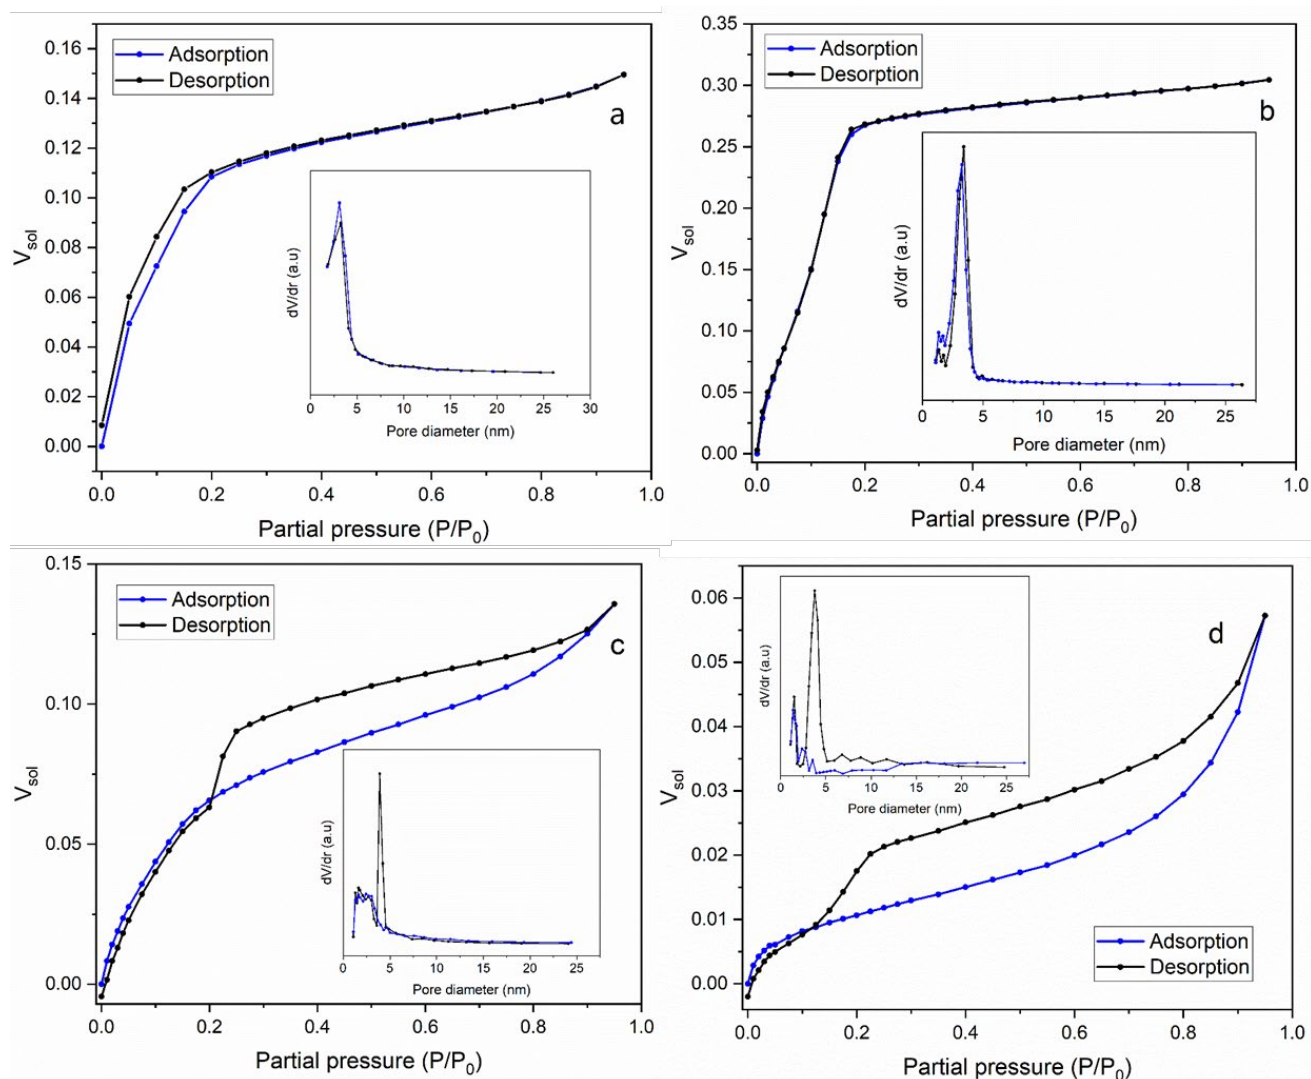 a
Adsorption
Desorption
V_sol
0.16
0.14
0.12
0.10
0.08
0.06
0.04
0.02
0.00
0.0 0.2 0.4 0.6 0.8 1.0
Partial pressure (P/P₀)
dV/dr (a.u)
0 5 10 15 20 25 30
Pore diameter (nm)
b
Adsorption
Desorption
V_sol
0.35
0.30
0.25
0.20
0.15
0.10
0.05
0.00
0.0 0.2 0.4 0.6 0.8 1.0
Partial pressure (P/P₀)
dV/dr (a.u)
0 5 10 15 20 25
Pore diameter (nm)
c
Adsorption
Desorption
V_sol
0.15
0.10
0.05
0.00
0.0 0.2 0.4 0.6 0.8 1.0
Partial pressure (P/P₀)
dV/dr (a.u)
0 5 10 15 20 25
Pore diameter (nm)
d
dV/dr (a.u)
0 5 10 15 20 25
Pore diameter (nm)
V_sol
0.06
0.05
0.04
0.03
0.02
0.01
0.00
Adsorption
Desorption
0.0 0.2 0.4 0.6 0.8 1.0
Partial pressure (P/P₀)